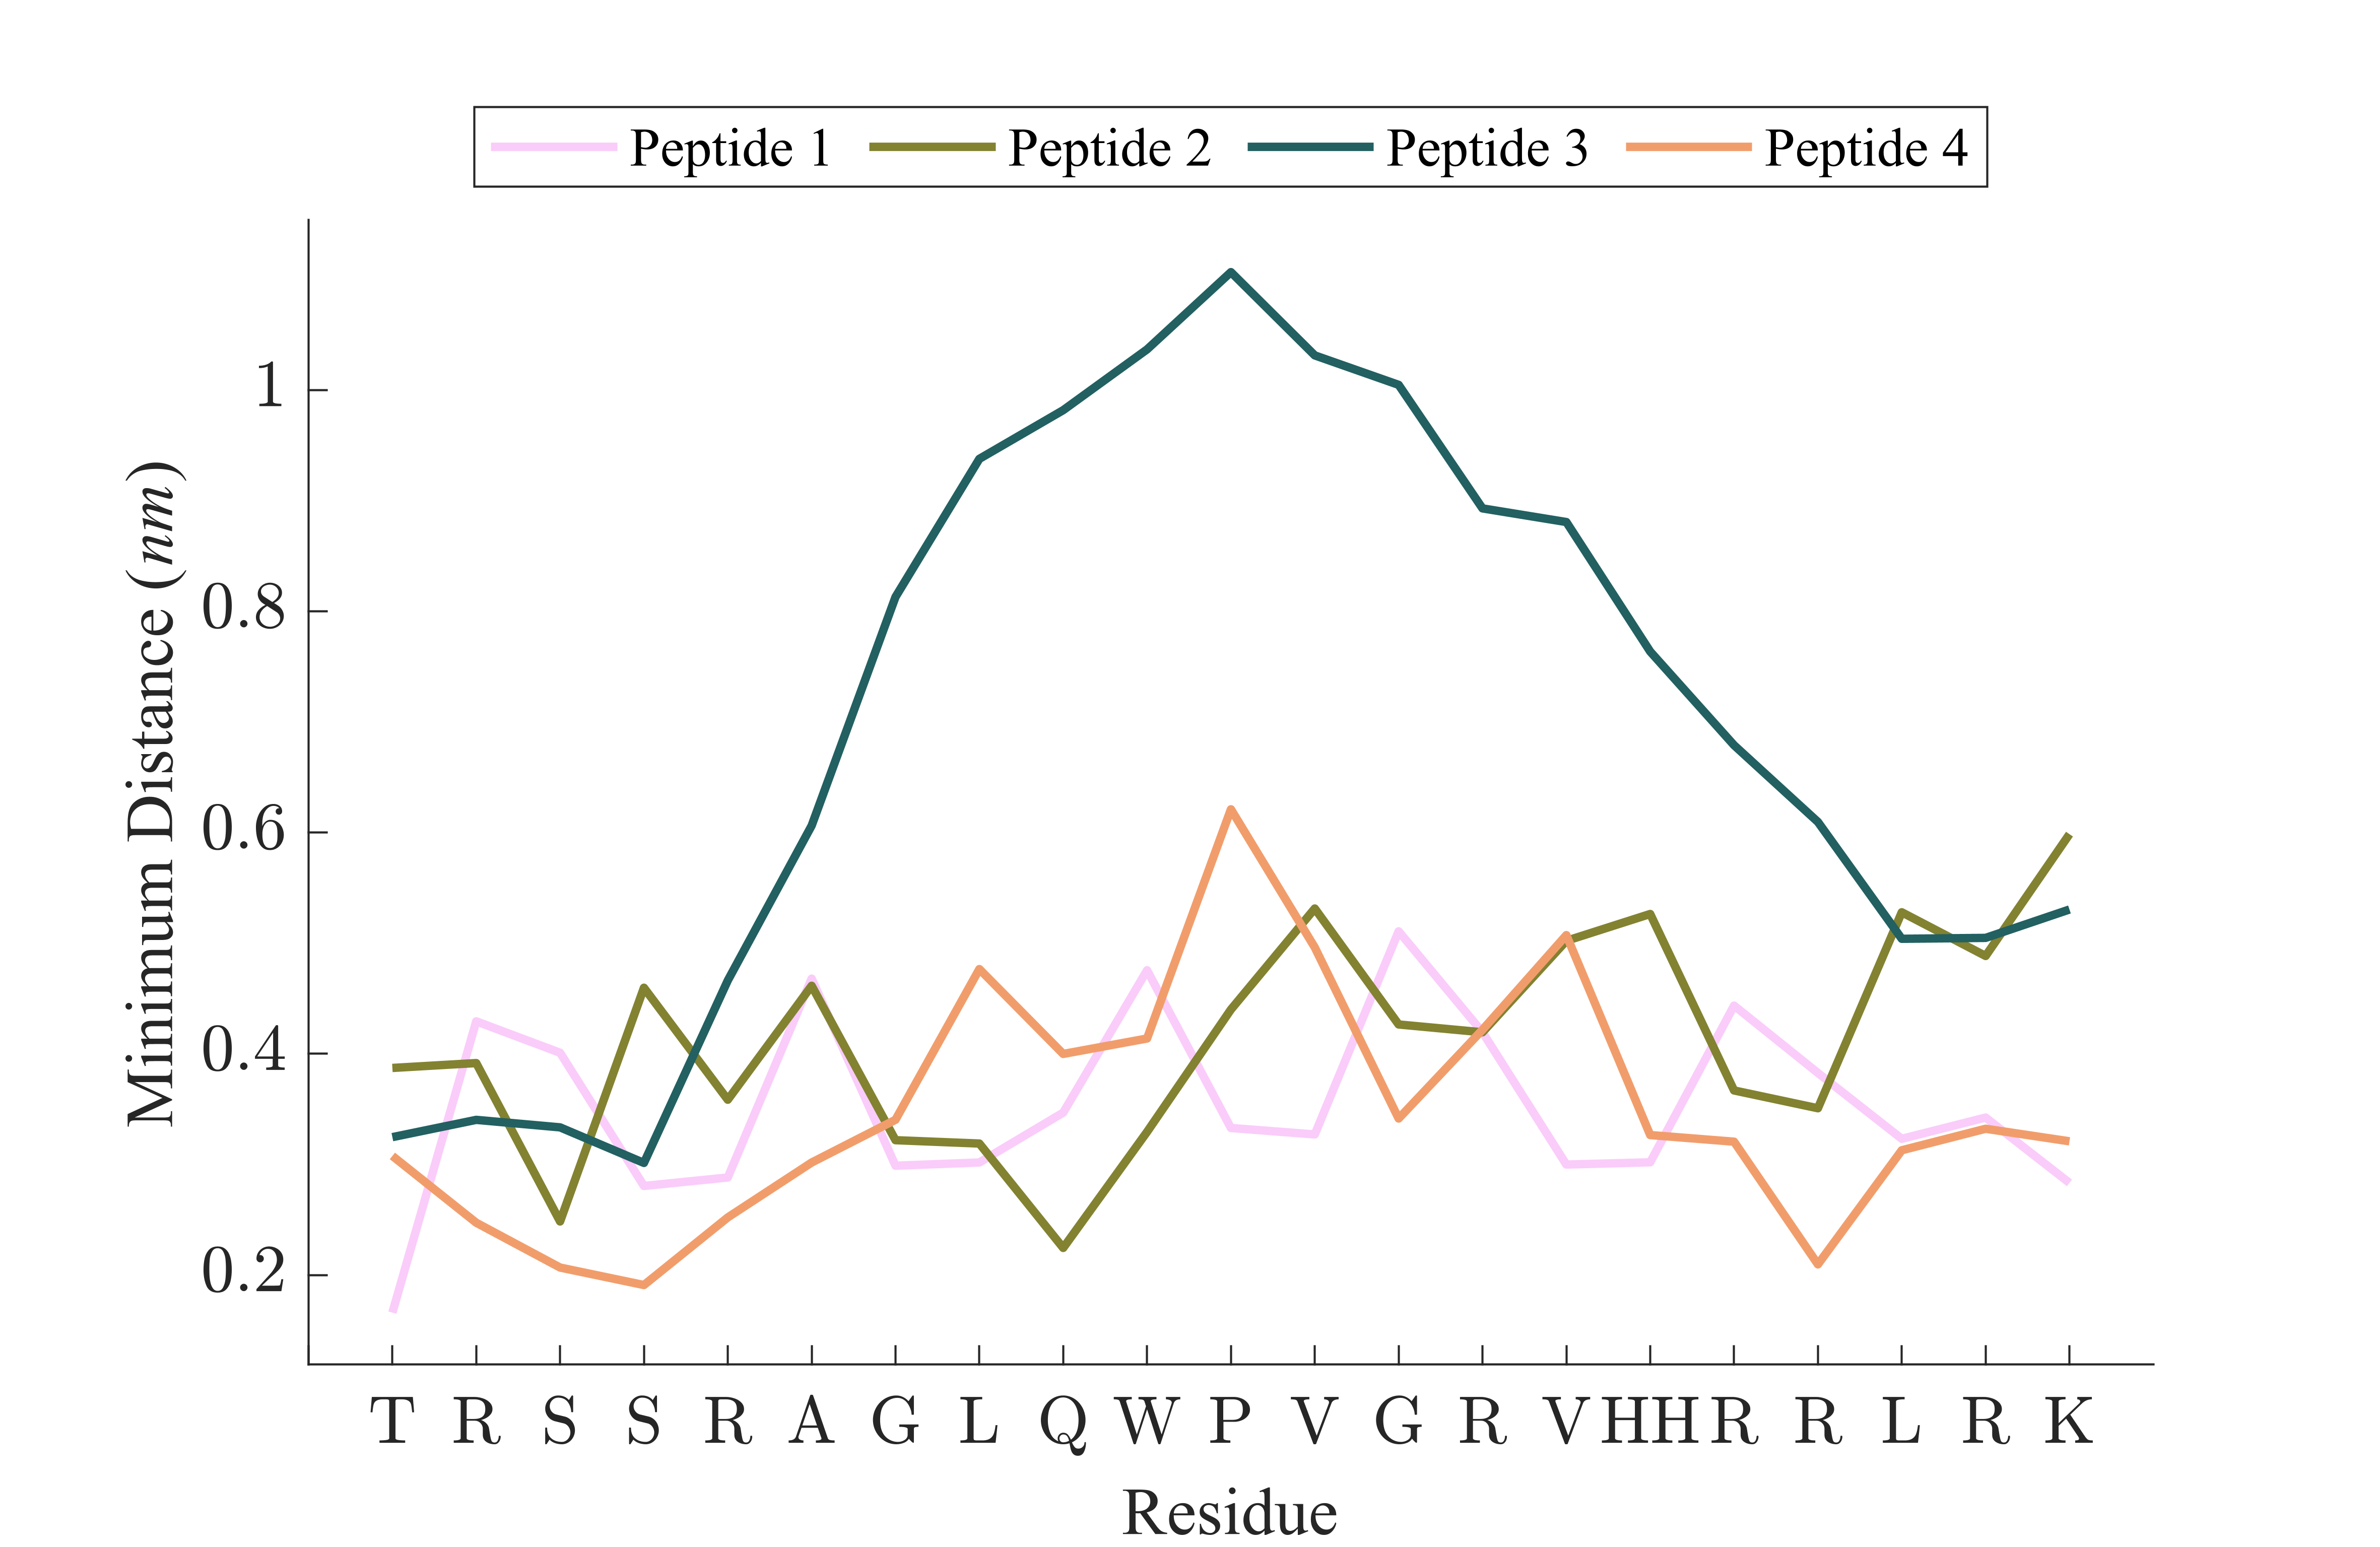 Peptide 1 Peptide 2 Peptide 3 Peptide 4
1
0.8
0.6
0.4
0.2
Minimum Distance (nm)
T R S S R A G L Q W P V G R V HH R R L R K
Residue